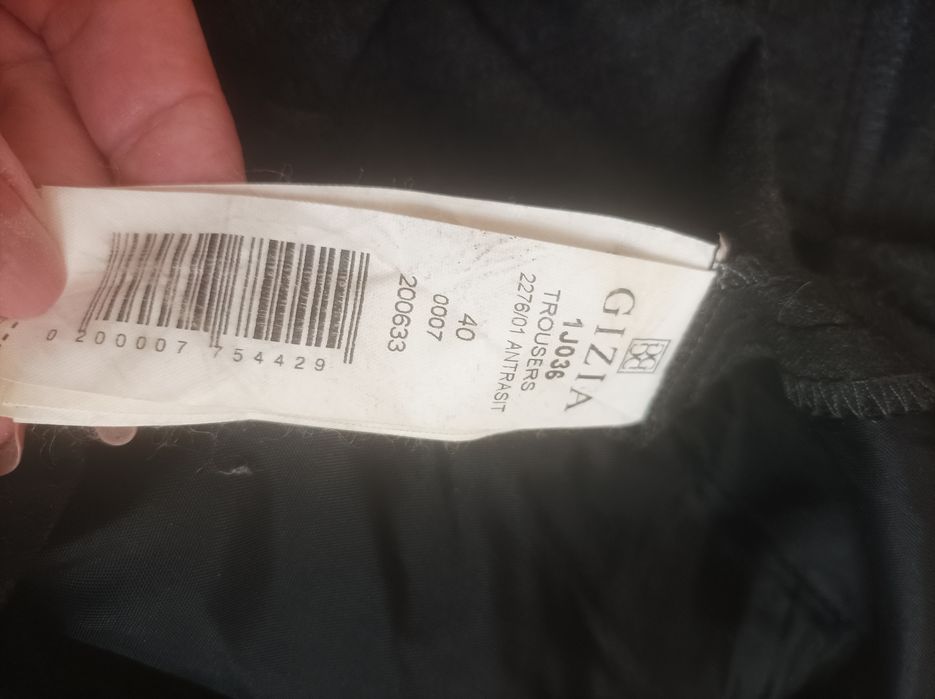 GIZIA
1J036
TROUSERS
2276/01 ANTRASIT
40
0007
200633
0 200007 754429